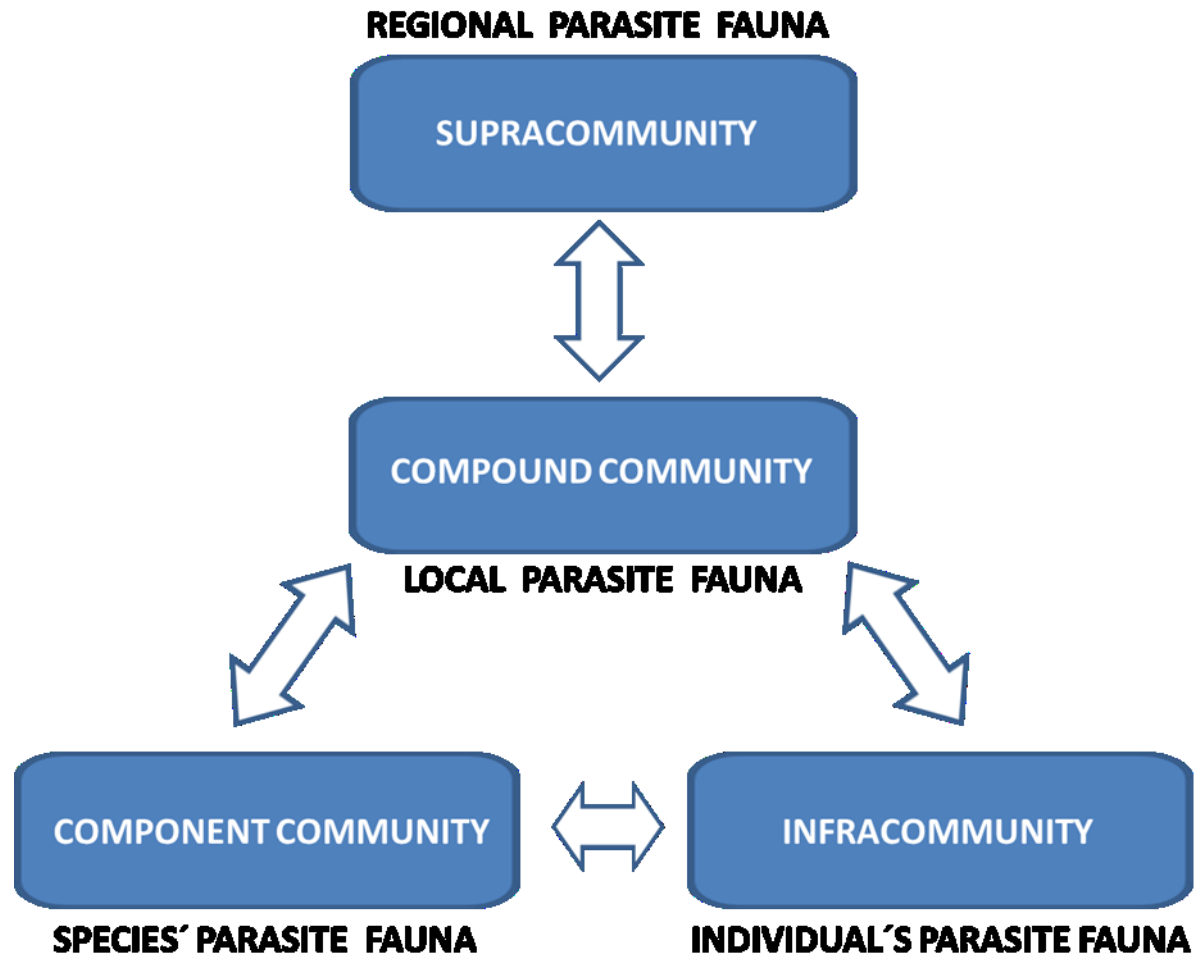 REGIONAL PARASITE FAUNA
SUPRACOMMUNITY
COMPOUND COMMUNITY
LOCAL PARASITE FAUNA
COMPONENT COMMUNITY
SPECIES´ PARASITE FAUNA
INFRACOMMUNITY
INDIVIDUAL´S PARASITE FAUNA